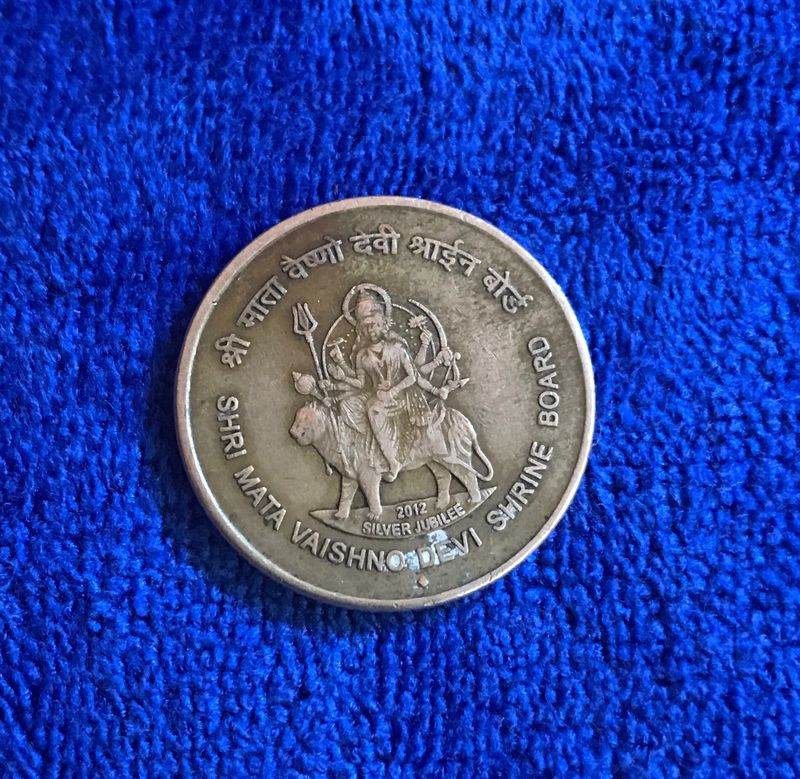 श्री माता वैष्णो देवी श्राईन बोर्ड
2012
SILVER JUBILEE
SHRI MATA VAISHNO DEVI SHRINE BOARD